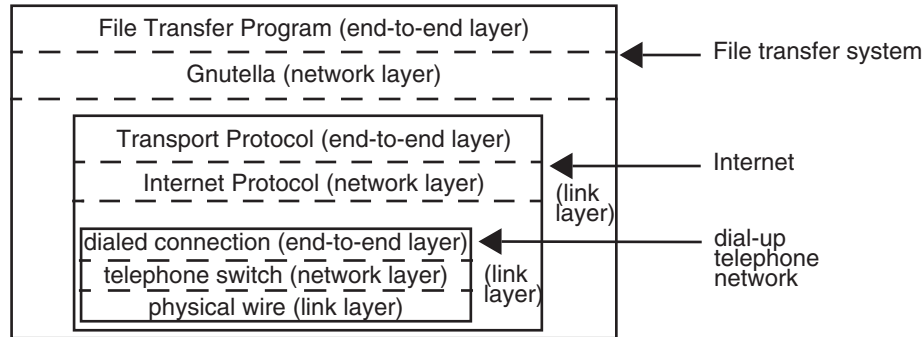 File Transfer Program (end-to-end layer)
File transfer system
Gnutella (network layer)
Transport Protocol (end-to-end layer)
Internet
Internet Protocol (network layer)
(link
layer)
dialed connection (end-to-end layer)
dial-up
telephone
network
telephone switch (network layer)
(link
layer)
physical wire (link layer)